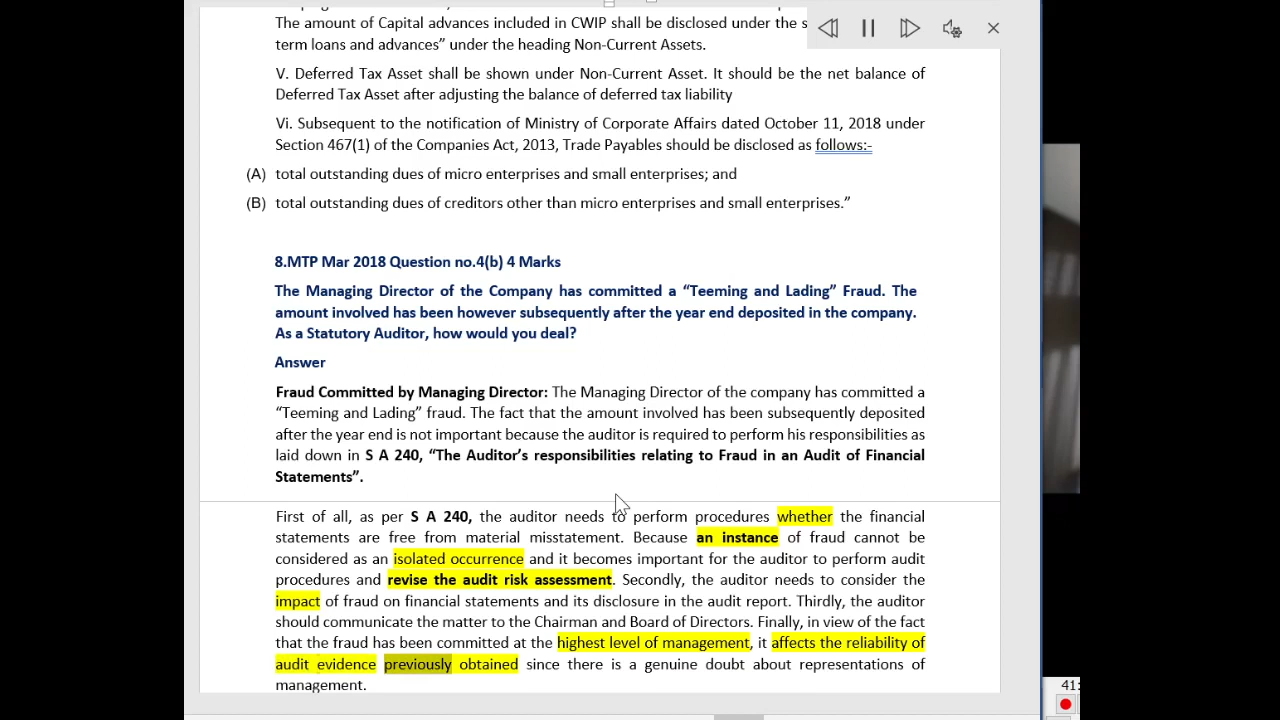 The amount of Capital advances included in CWIP shall be disclosed under the s
term loans and advances” under the heading Non-Current Assets.
V. Deferred Tax Asset shall be shown under Non-Current Asset. It should be the net balance of
Deferred Tax Asset after adjusting the balance of deferred tax liability
Vi. Subsequent to the notification of Ministry of Corporate Affairs dated October 11, 2018 under
Section 467(1) of the Companies Act, 2013, Trade Payables should be disclosed as follows:-
(A) total outstanding dues of micro enterprises and small enterprises; and
(B) total outstanding dues of creditors other than micro enterprises and small enterprises.”
8.MTP Mar 2018 Question no.4(b) 4 Marks
The Managing Director of the Company has committed a “Teeming and Lading” Fraud. The
amount involved has been however subsequently after the year end deposited in the company.
As a Statutory Auditor, how would you deal?
Answer
Fraud Committed by Managing Director: The Managing Director of the company has committed a
“Teeming and Lading” fraud. The fact that the amount involved has been subsequently deposited
after the year end is not important because the auditor is required to perform his responsibilities as
laid down in S A 240, “The Auditor’s responsibilities relating to Fraud in an Audit of Financial
Statements”.
First of all, as per S A 240, the auditor needs to perform procedures whether the financial
statements are free from material misstatement. Because an instance of fraud cannot be
considered as an isolated occurrence and it becomes important for the auditor to perform audit
procedures and revise the audit risk assessment. Secondly, the auditor needs to consider the
impact of fraud on financial statements and its disclosure in the audit report. Thirdly, the auditor
should communicate the matter to the Chairman and Board of Directors. Finally, in view of the fact
that the fraud has been committed at the highest level of management, it affects the reliability of
audit evidence previously obtained since there is a genuine doubt about representations of
management.
41: